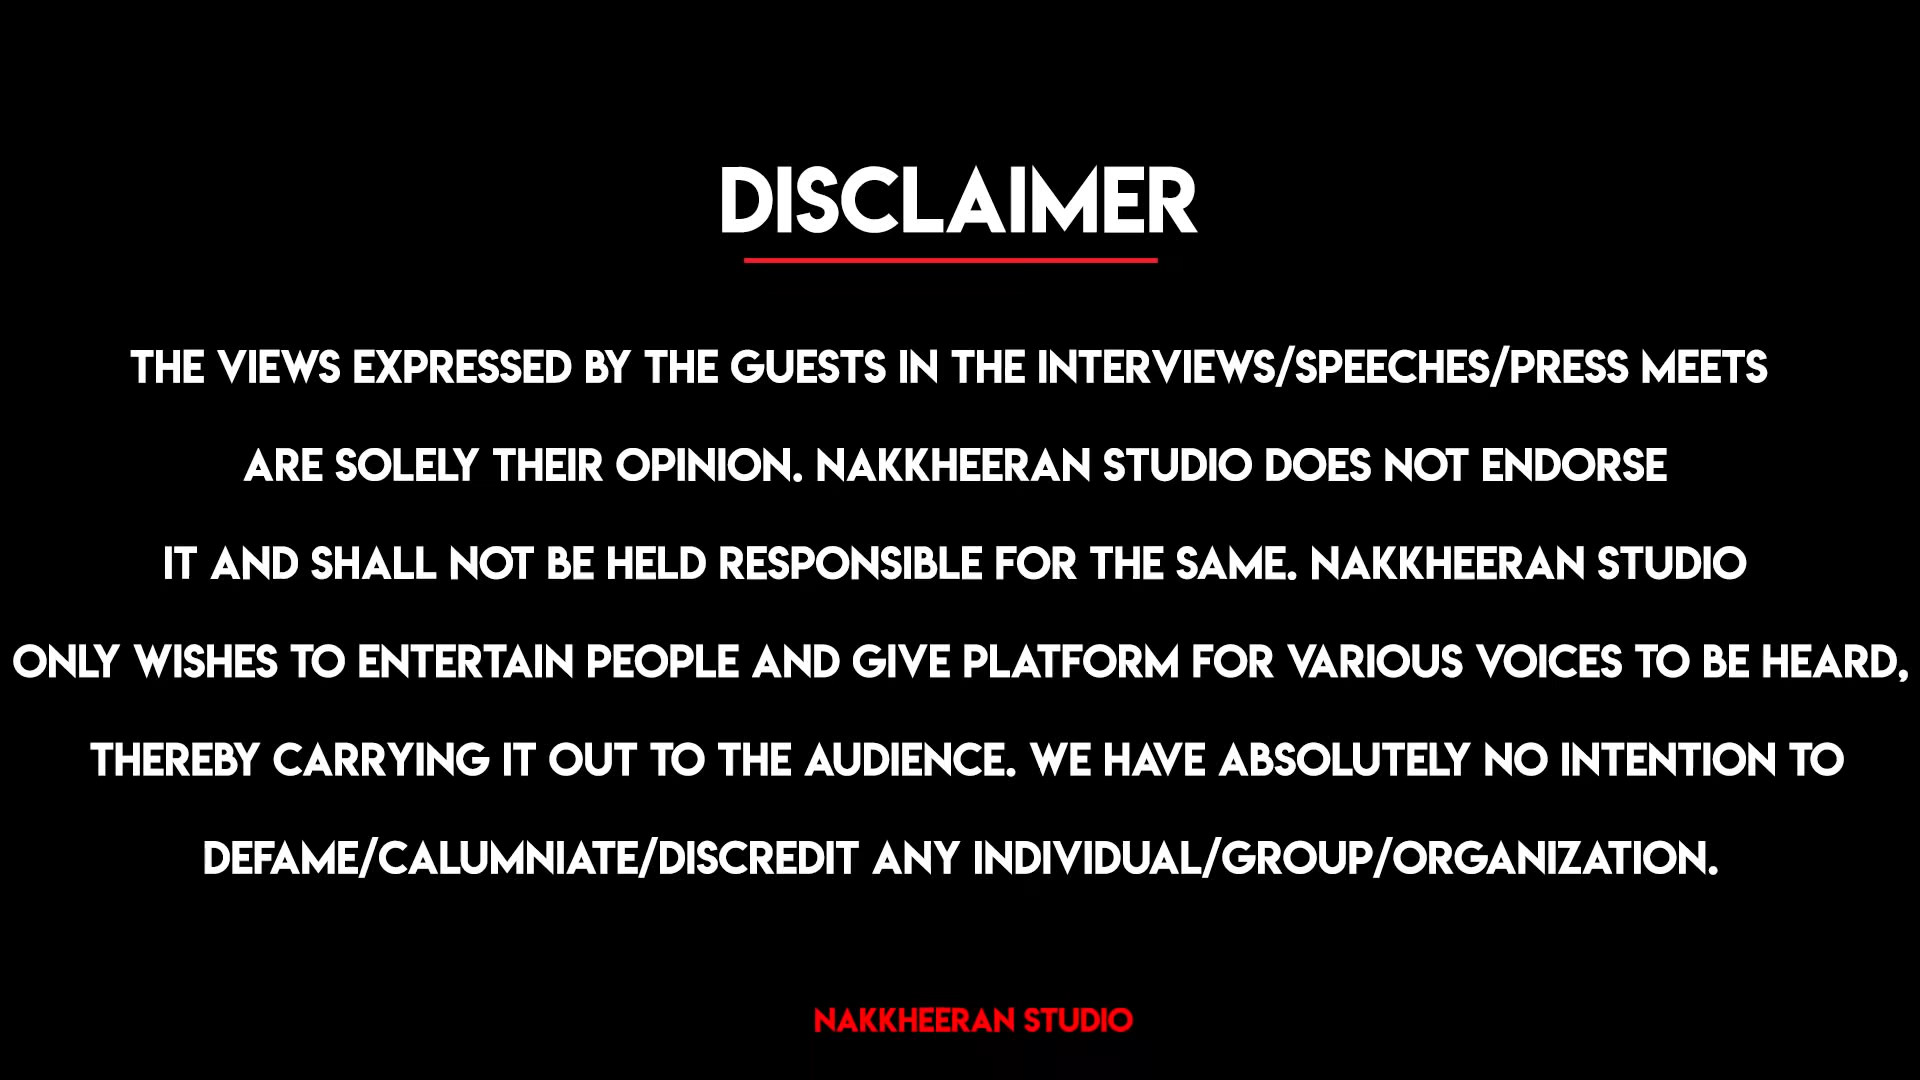 DISCLAIMER
THE VIEWS EXPRESSED BY THE GUESTS IN THE INTERVIEWS/SPEECHES/PRESS MEETS
ARE SOLELY THEIR OPINION. NAKKHEERAN STUDIO DOES NOT ENDORSE
IT AND SHALL NOT BE HELD RESPONSIBLE FOR THE SAME. NAKKHEERAN STUDIO
ONLY WISHES TO ENTERTAIN PEOPLE AND GIVE PLATFORM FOR VARIOUS VOICES TO BE HEARD,
THEREBY CARRYING IT OUT TO THE AUDIENCE. WE HAVE ABSOLUTELY NO INTENTION TO
DEFAME/CALUMNIATE/DISCREDIT ANY INDIVIDUAL/GROUP/ORGANIZATION.
NAKKHEERAN STUDIO